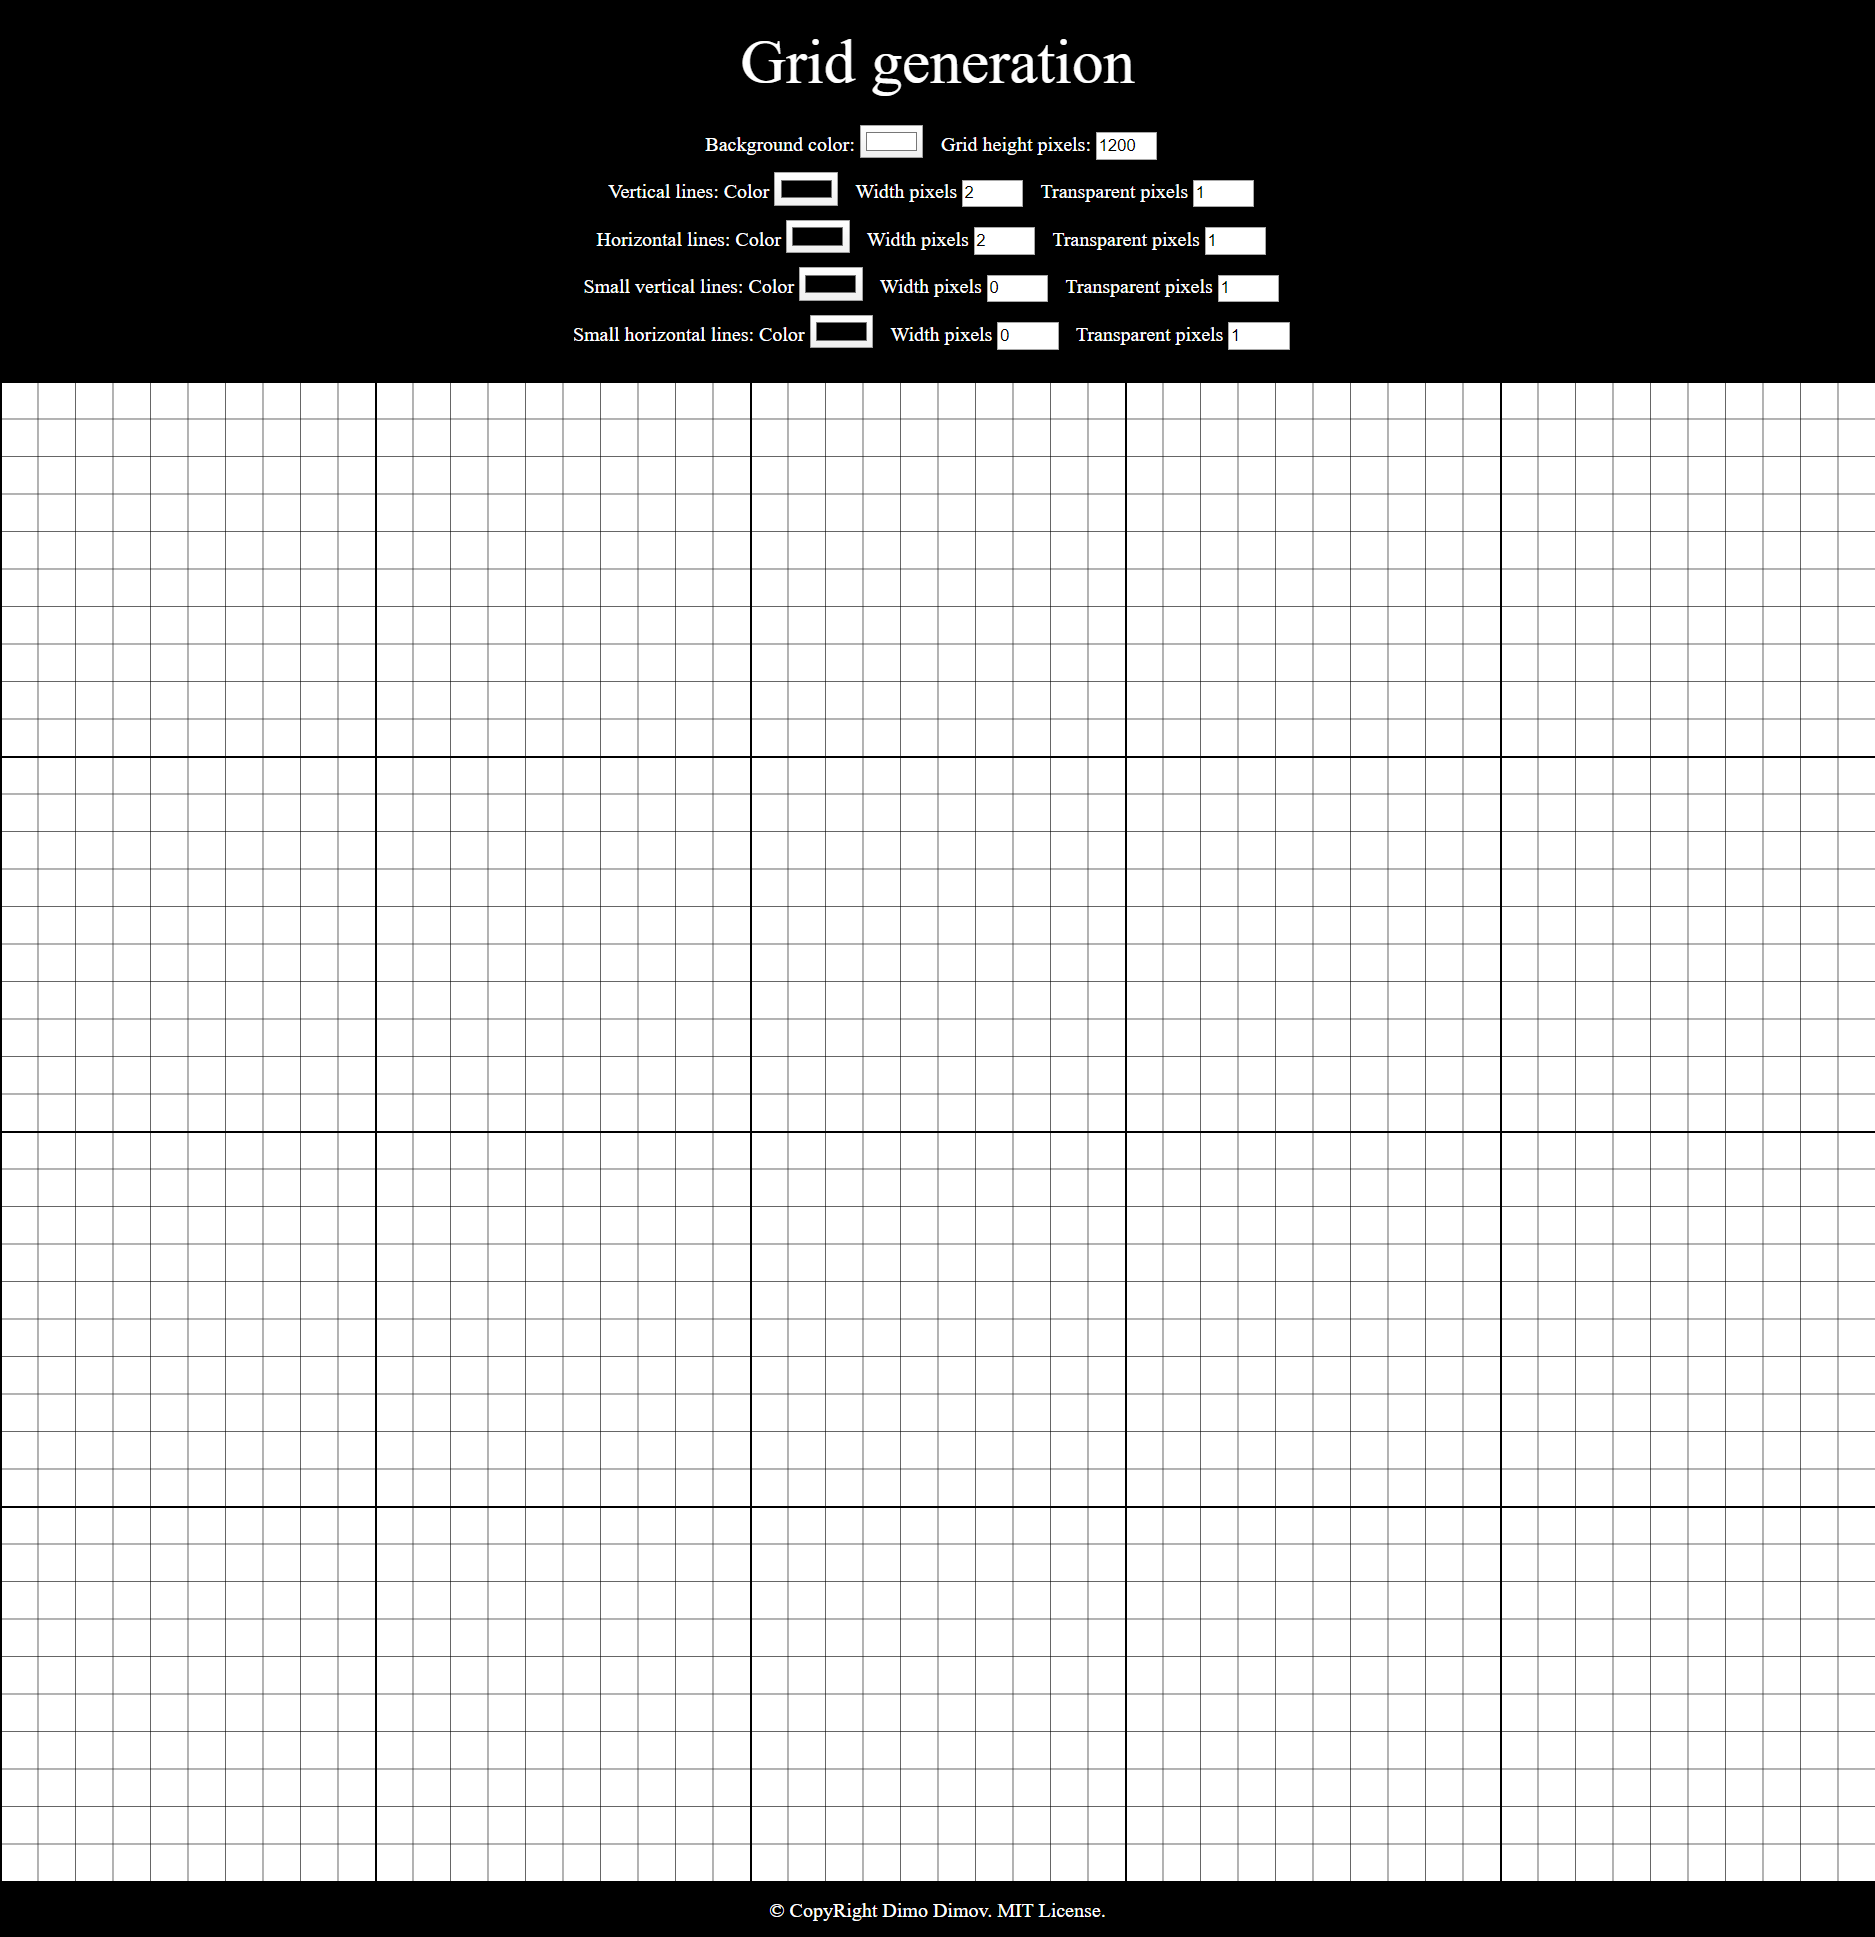 Grid generation
Background color: Grid height pixels: 1200
Vertical lines: Color Width pixels 2 Transparent pixels 1
Horizontal lines: Color Width pixels 2 Transparent pixels 1
Small vertical lines: Color Width pixels 0 Transparent pixels 1
Small horizontal lines: Color Width pixels 0 Transparent pixels 1
© CopyRight Dimo Dimov. MIT License.